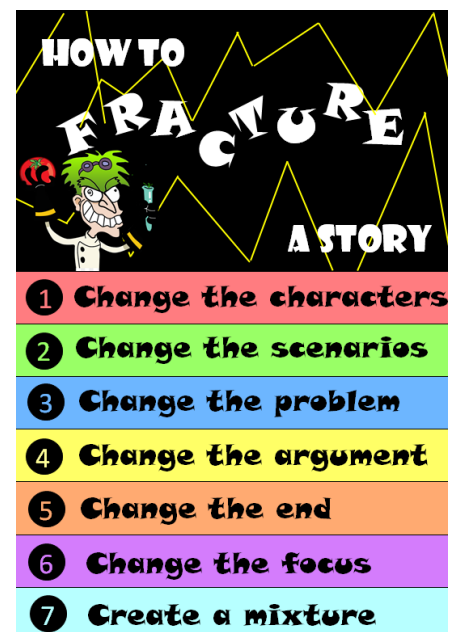 HOW TO
FRACTURE
A STORY
1 Change the characters
2 Change the scenarios
3 Change the problem
4 Change the argument
5 Change the end
6 Change the focus
7 Create a mixture